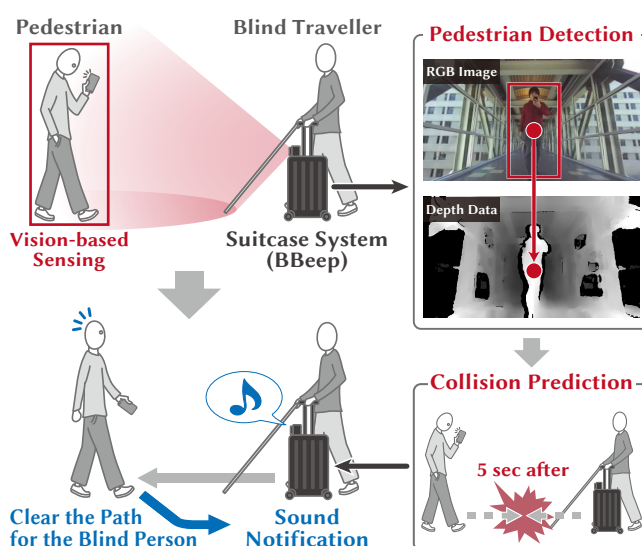 Pedestrian
Blind Traveller
Pedestrian Detection
RGB Image
Depth Data
Vision-based
Sensing
Suitcase System
(BBeep)
Collision Prediction
5 sec after
Clear the Path
for the Blind Person
Sound
Notification